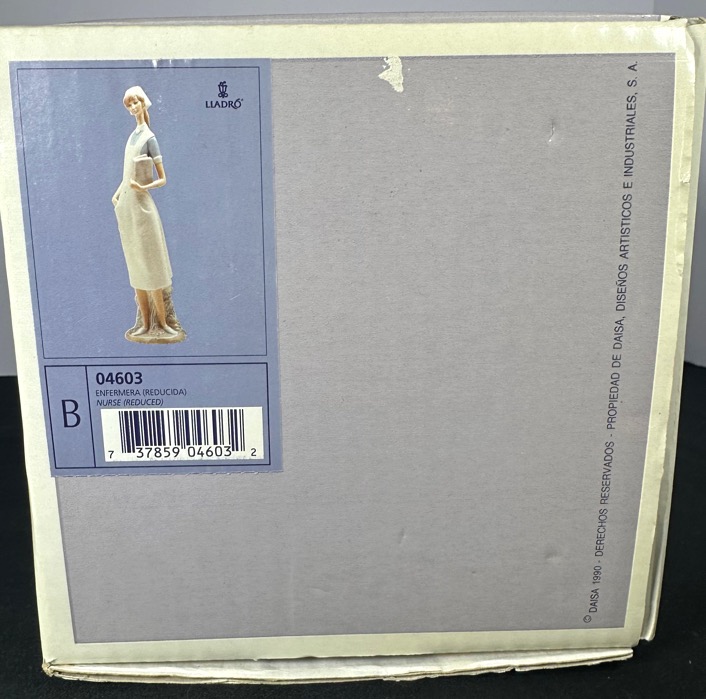 LLADRÓ®
B
04603
ENFERMERA (REDUCIDA)
NURSE (REDUCED)
7 37859 04603 2
© DAISA 1990 - DERECHOS RESERVADOS - PROPIEDAD DE DAISA, DISEÑOS ARTISTICOS E INDUSTRIALES, S. A.